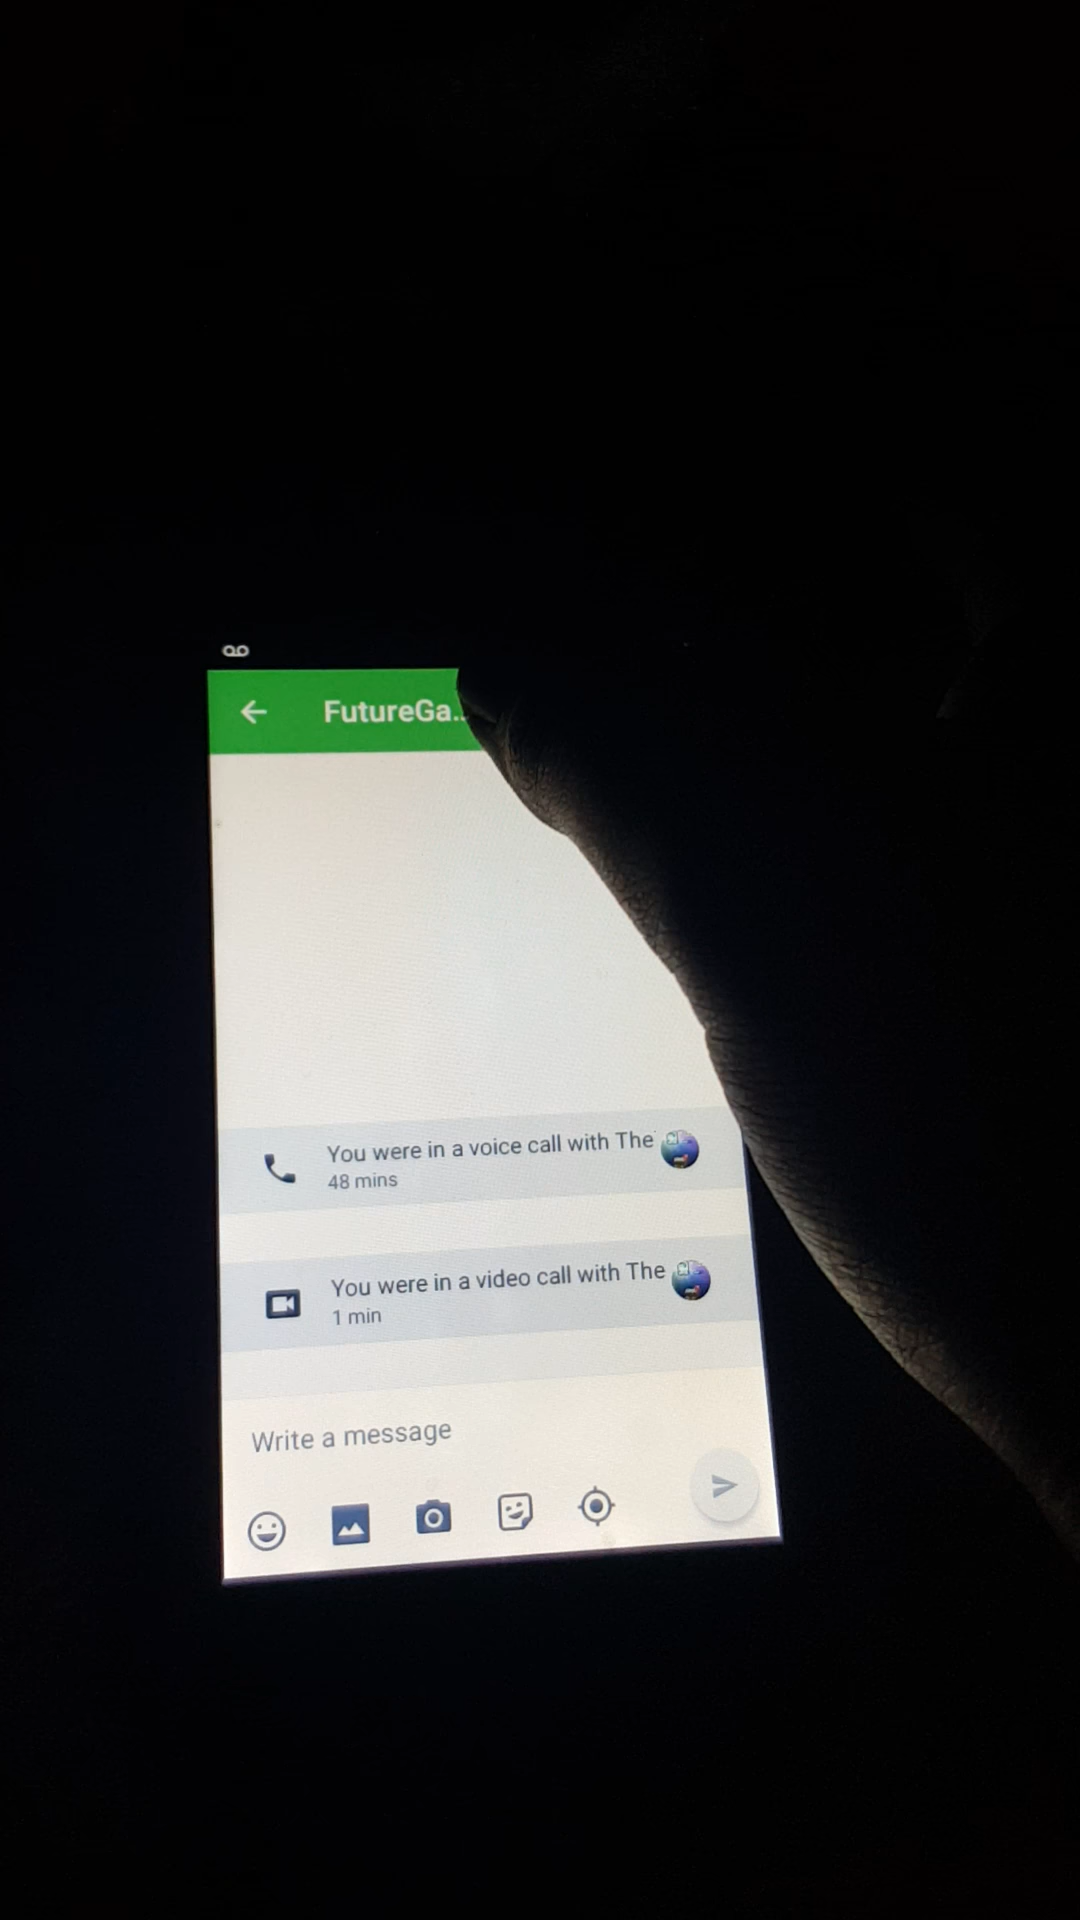 FutureGa...
You were in a voice call with The
48 mins
You were in a video call with The
1 min
Write a message